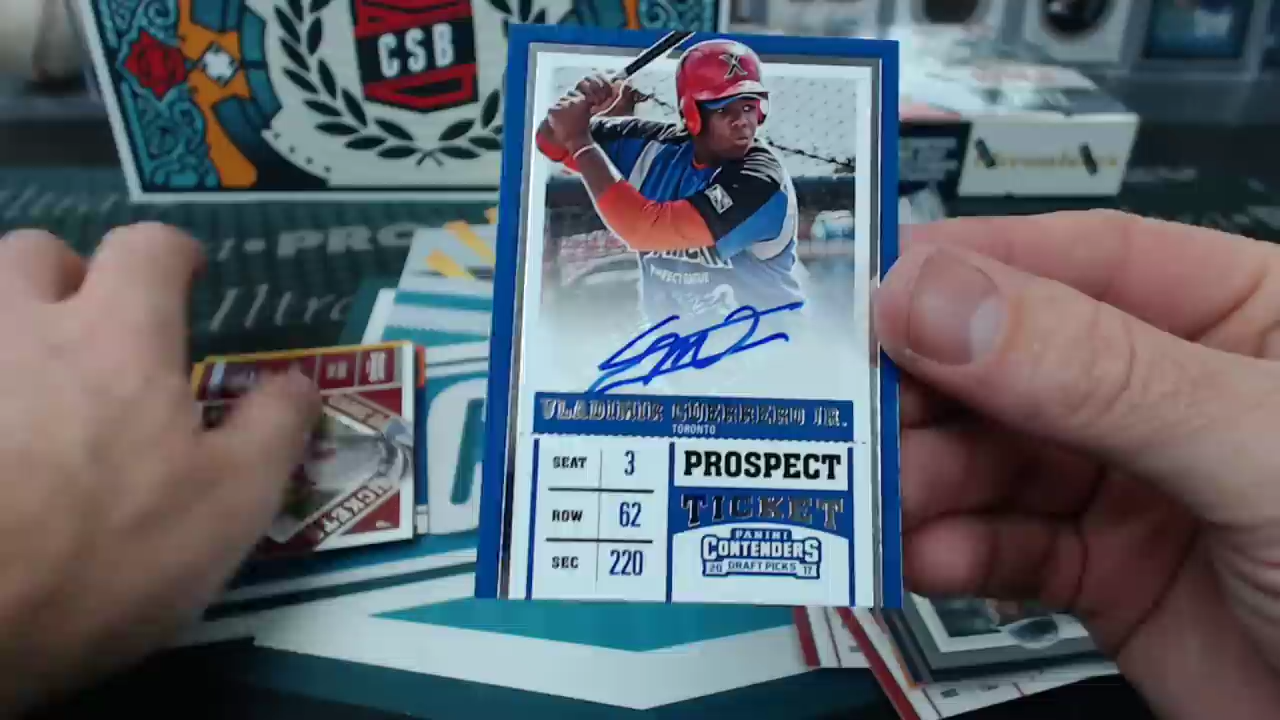 CSB
X
VLADIMIR GUERRERO JR.
TORONTO
SEAT 3
ROW 62
SEC 220
PROSPECT
TICKET
PANINI
CONTENDERS
20 DRAFT PICKS 17